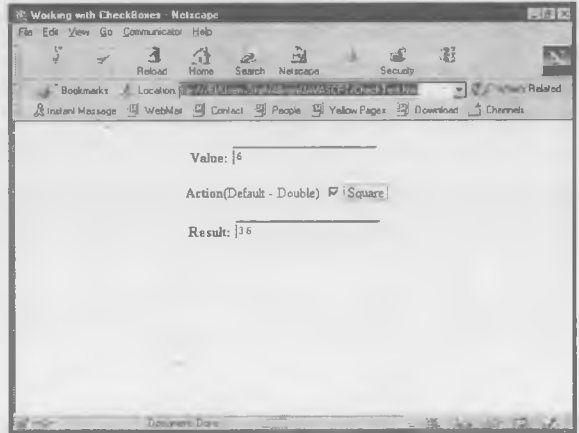 Working with CheckBoxes - Netscape
File Edit View Go Communicator Help
Reload Home Search Netscape Security
Bookmarks Location Related
Instant Message WebMail Contact People Yellow Pages Download Channels
Value: 6
Action(Default - Double) Square
Result: 36
Document Done